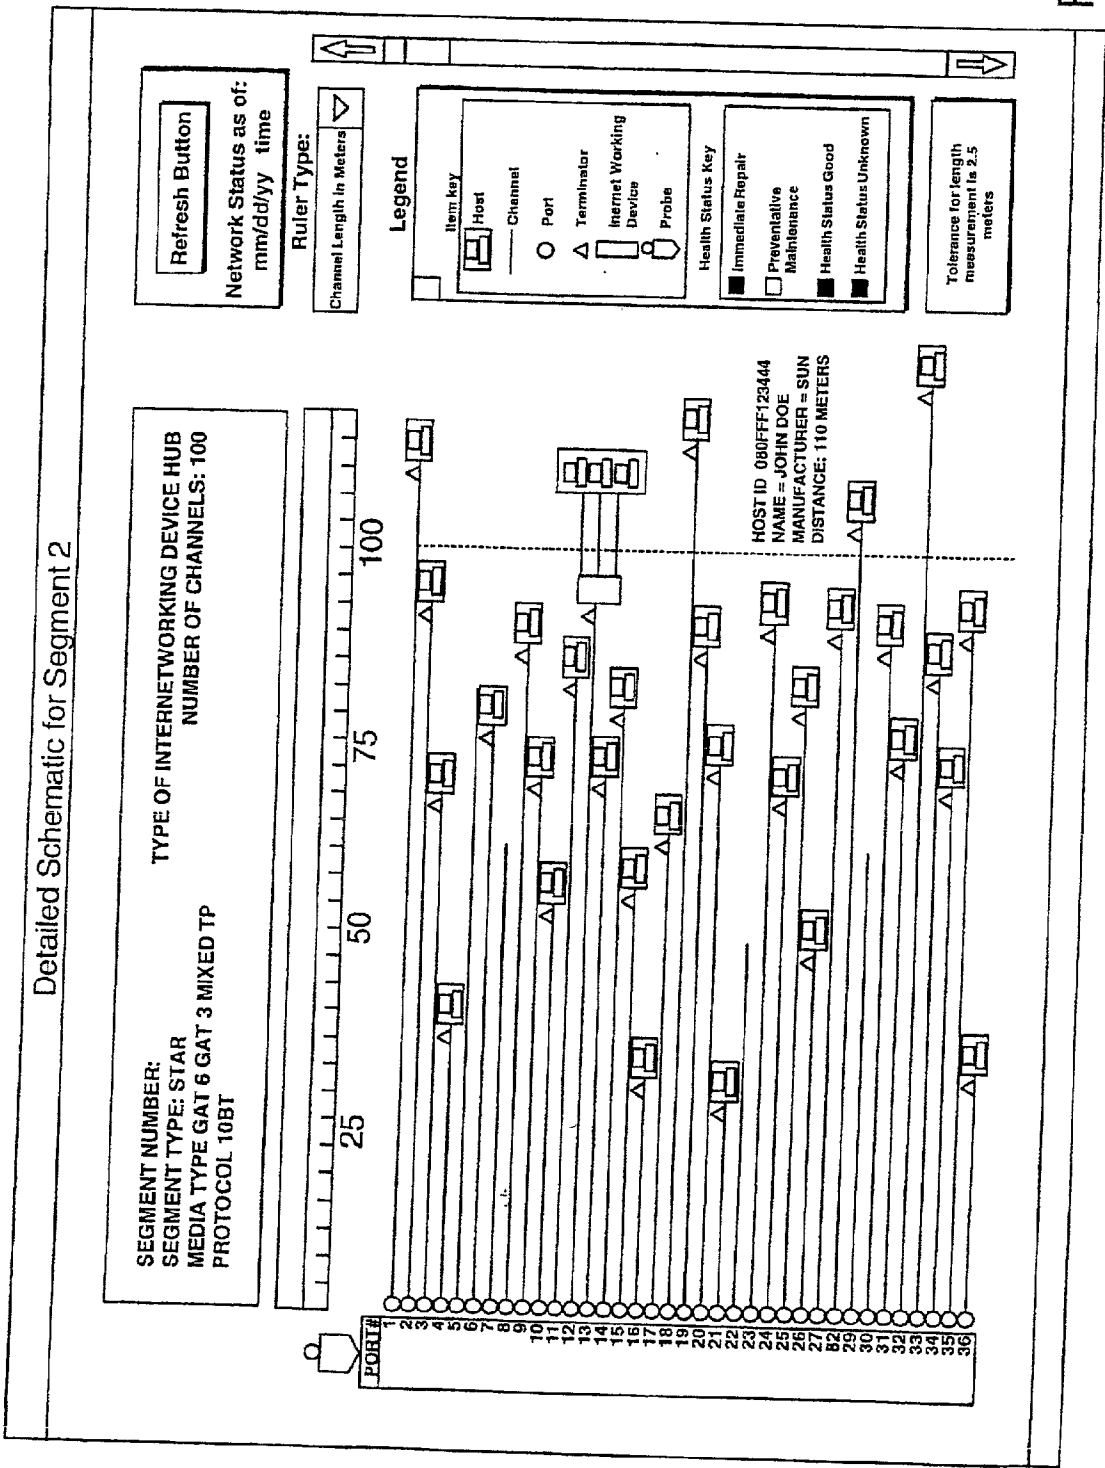 Detailed Schematic for Segment 2
SEGMENT NUMBER:
SEGMENT TYPE: STAR
MEDIA TYPE GAT 6 GAT 3 MIXED TP
PROTOCOL 10BT
TYPE OF INTERNETWORKING DEVICE HUB
NUMBER OF CHANNELS: 100
Refresh Button
Network Status as of:
mm/dd/yy time
Ruler Type:
Channel Length In Meters
25
50
75
100
PORT#
1
2
3
4
5
6
7
8
9
10
11
12
13
14
15
16
17
18
19
20
21
22
23
24
25
26
27
82
29
30
31
32
33
34
35
36
HOST ID 080FFF123444
NAME = JOHN DOE
MANUFACTURER = SUN
DISTANCE: 110 METERS
Legend
Item key
Host
Channel
Port
Terminator
Inernet Working
Device
Probe
Health Status Key
Immediate Repair
Preventative
Maintenance
Health Status Good
Health Status Unknown
Tolerance for length
measurement Is 2.5
meters